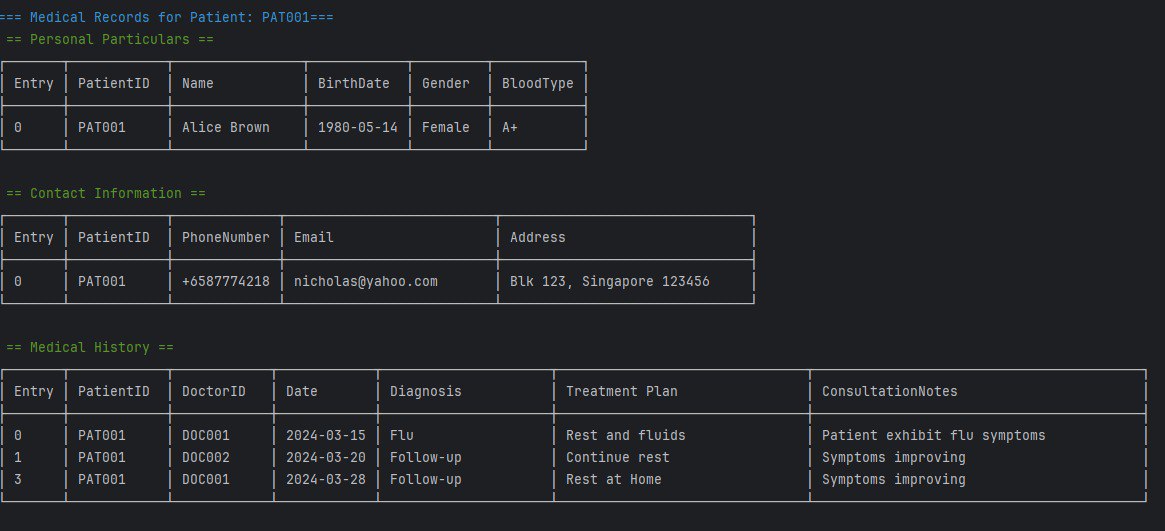 === Medical Records for Patient: PAT001===
== Personal Particulars ==
Entry PatientID Name BirthDate Gender BloodType
0 PAT001 Alice Brown 1980-05-14 Female A+
== Contact Information ==
Entry PatientID PhoneNumber Email Address
0 PAT001 +6587774218 nicholas@yahoo.com Blk 123, Singapore 123456
== Medical History ==
Entry PatientID DoctorID Date Diagnosis Treatment Plan ConsultationNotes
0 PAT001 DOC001 2024-03-15 Flu Rest and fluids Patient exhibit flu symptoms
1 PAT001 DOC002 2024-03-20 Follow-up Continue rest Symptoms improving
3 PAT001 DOC001 2024-03-28 Follow-up Rest at Home Symptoms improving